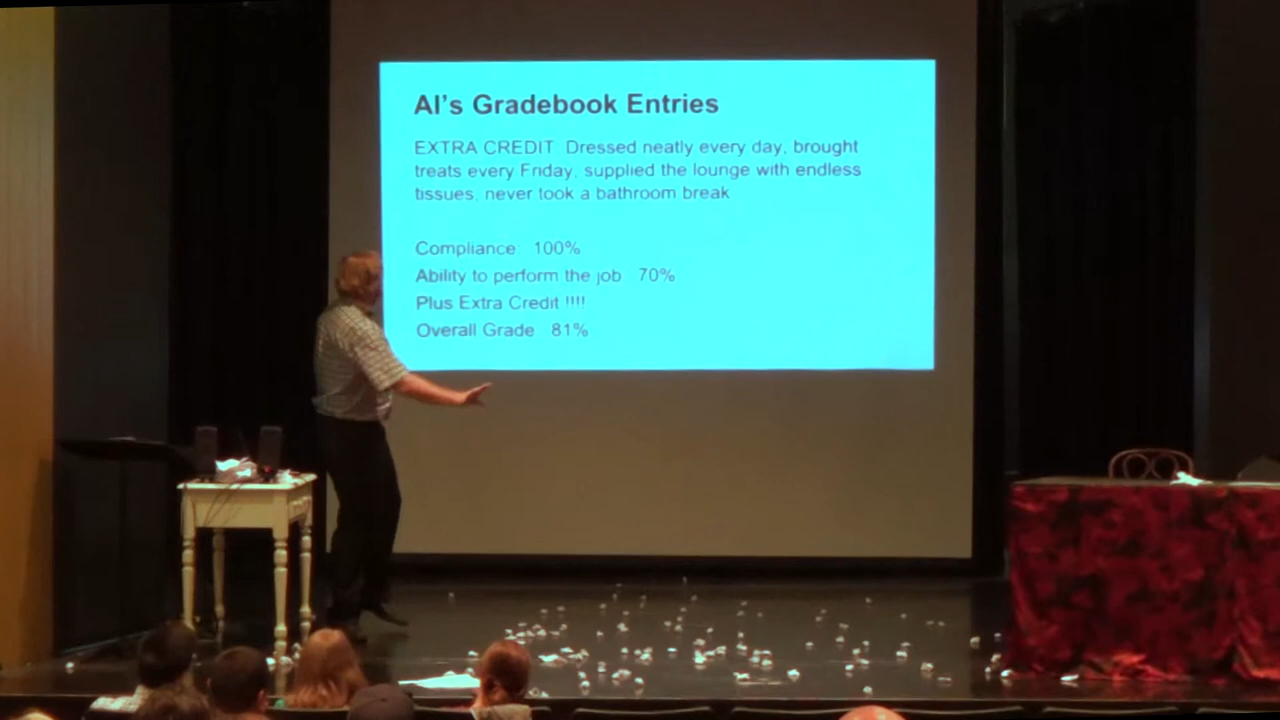 Al's Gradebook Entries
EXTRA CREDIT Dressed neatly every day, brought
treats every Friday, supplied the lounge with endless
tissues, never took a bathroom break
Compliance: 100%
Ability to perform the job 70%
Plus Extra Credit !!!!
Overall Grade 81%